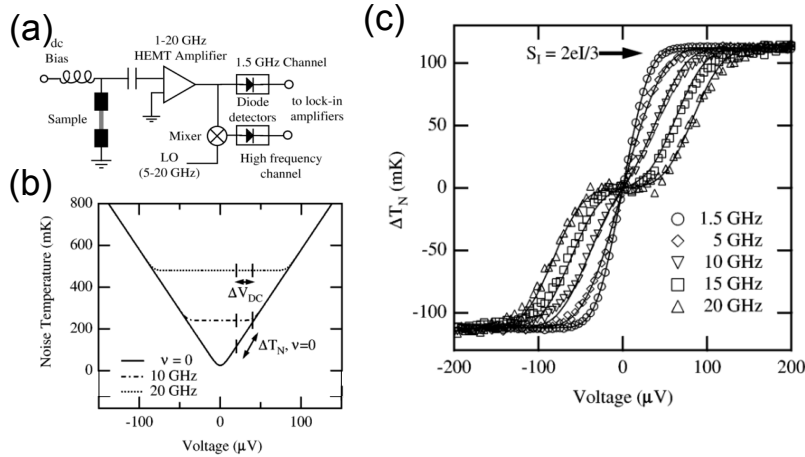 (a)
dc
Bias
1-20 GHz
HEMT Amplifier
1.5 GHz Channel
Sample
Diode
detectors
to lock-in
amplifiers
Mixer
LO
(5-20 GHz)
High frequency
channel
(b)
Noise Temperature (mK)
800
600
400
200
0
ΔV_DC
ΔT_N, ν=0
ν = 0
10 GHz
20 GHz
-100
0
100
Voltage (μV)
(c)
ΔT_N (mK)
100
50
0
-50
-100
S_I = 2eI/3
1.5 GHz
5 GHz
10 GHz
15 GHz
20 GHz
-200
-100
0
100
200
Voltage (μV)